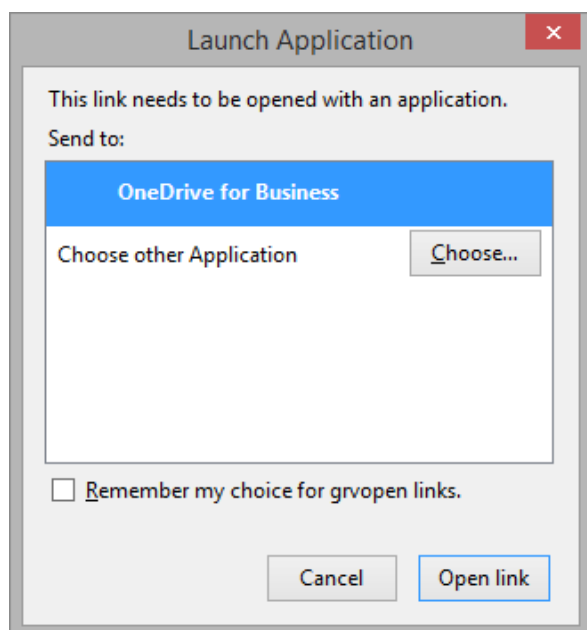 Launch Application
This link needs to be opened with an application.
Send to:
OneDrive for Business
Choose other Application
Choose...
Remember my choice for grvopen links.
Cancel
Open link